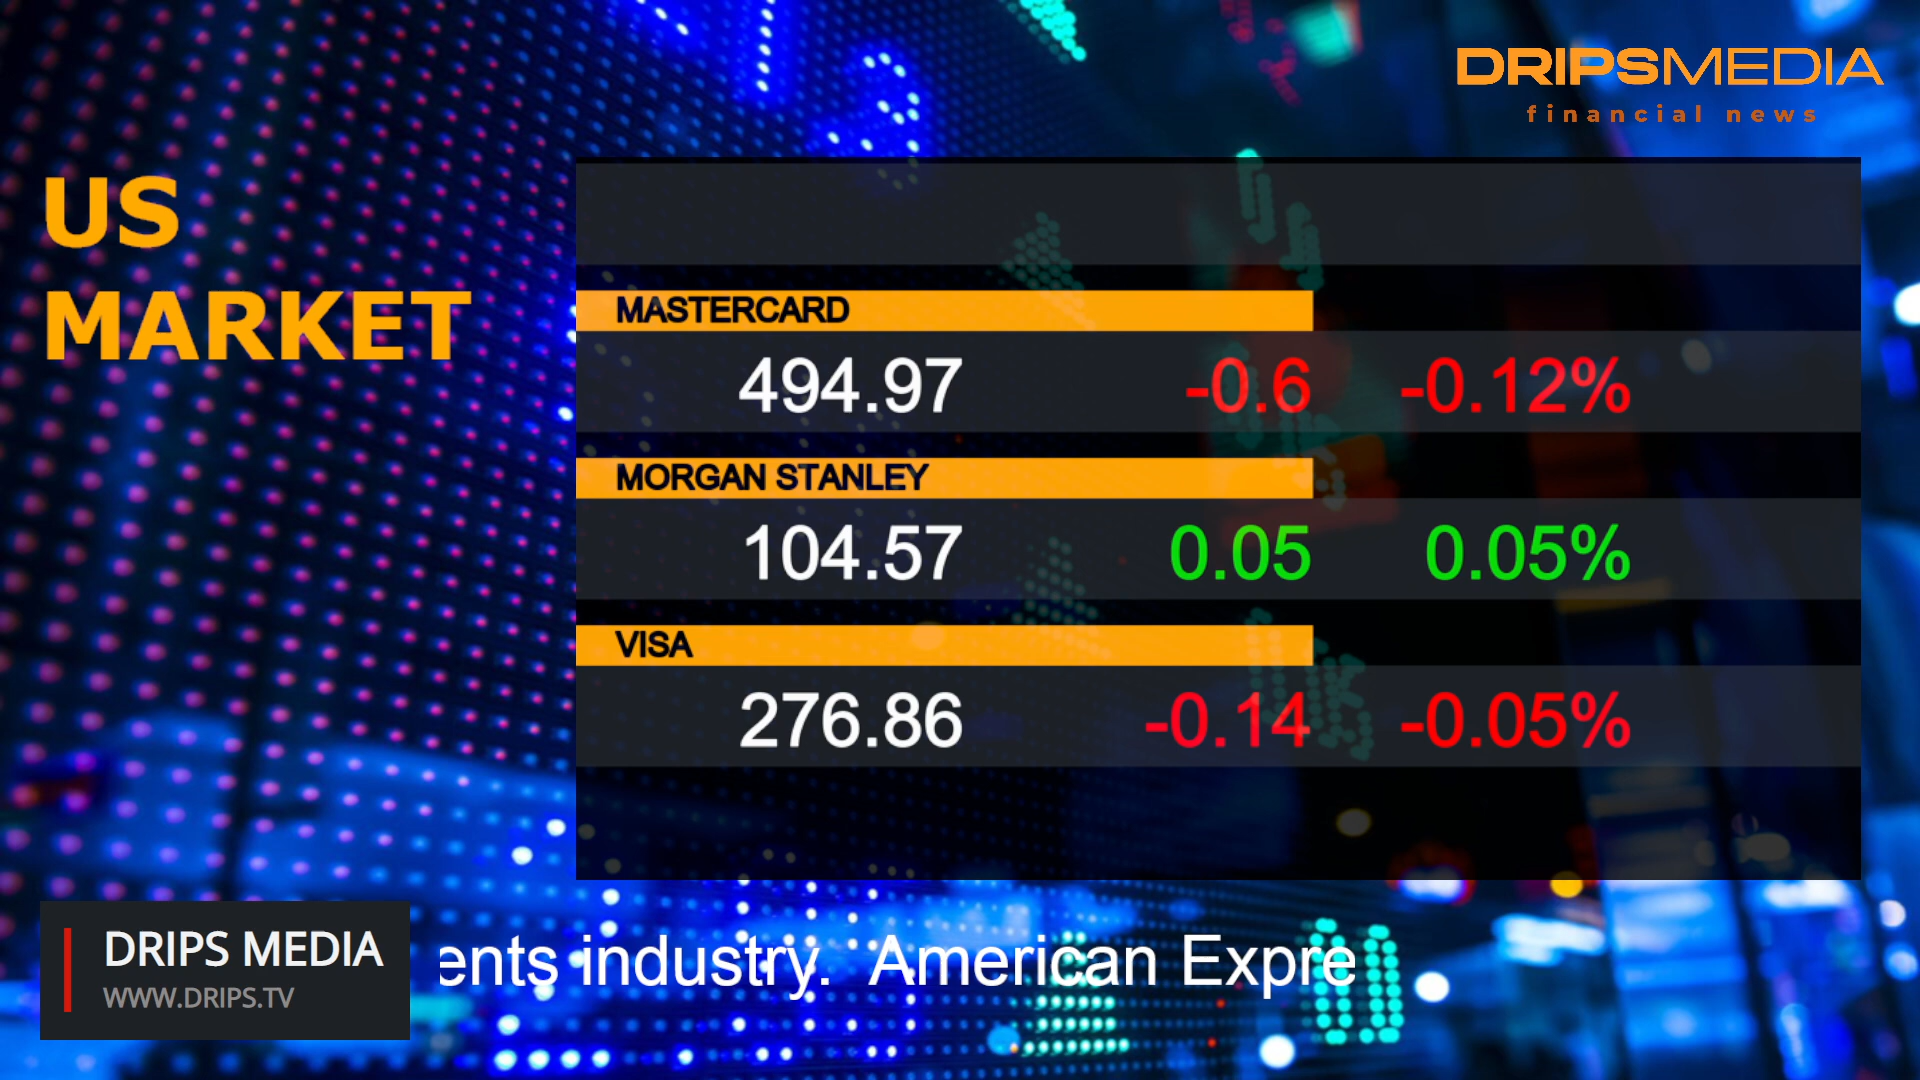 DRIPSMEDIA
financial news
US
MARKET
MASTERCARD
494.97 -0.6 -0.12%
MORGAN STANLEY
104.57 0.05 0.05%
VISA
276.86 -0.14 -0.05%
DRIPS MEDIA
WWW.DRIPS.TV
ents industry. American Expre